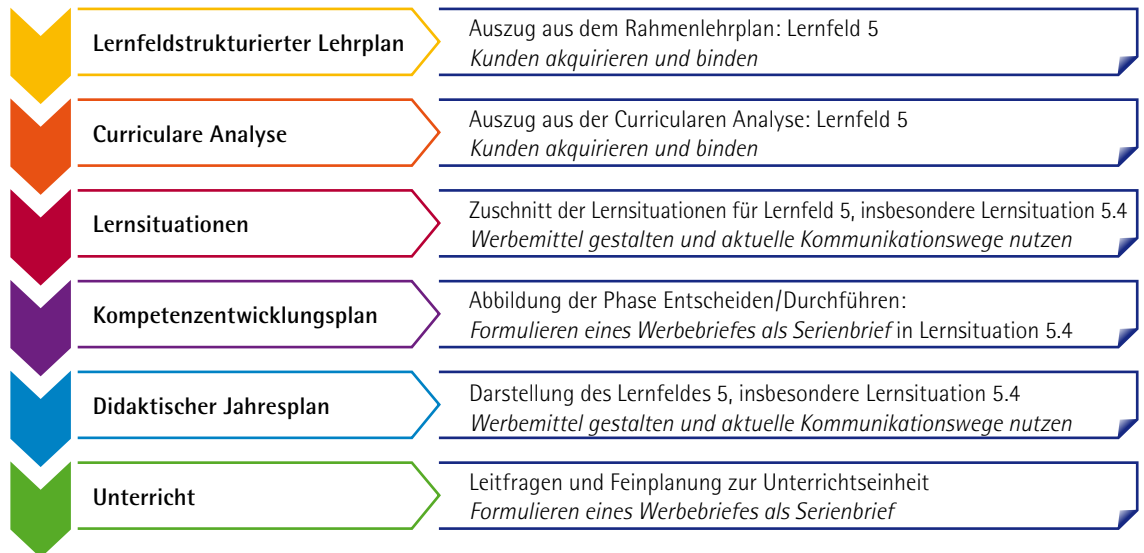 Lernfeldstrukturierter Lehrplan
Auszug aus dem Rahmenlehrplan: Lernfeld 5
Kunden akquirieren und binden
Curriculare Analyse
Auszug aus der Curricularen Analyse: Lernfeld 5
Kunden akquirieren und binden
Lernsituationen
Zuschnitt der Lernsituationen für Lernfeld 5, insbesondere Lernsituation 5.4
Werbemittel gestalten und aktuelle Kommunikationswege nutzen
Kompetenzentwicklungsplan
Abbildung der Phase Entscheiden/Durchführen:
Formulieren eines Werbebriefes als Serienbrief in Lernsituation 5.4
Didaktischer Jahresplan
Darstellung des Lernfeldes 5, insbesondere Lernsituation 5.4
Werbemittel gestalten und aktuelle Kommunikationswege nutzen
Unterricht
Leitfragen und Feinplanung zur Unterrichtseinheit
Formulieren eines Werbebriefes als Serienbrief